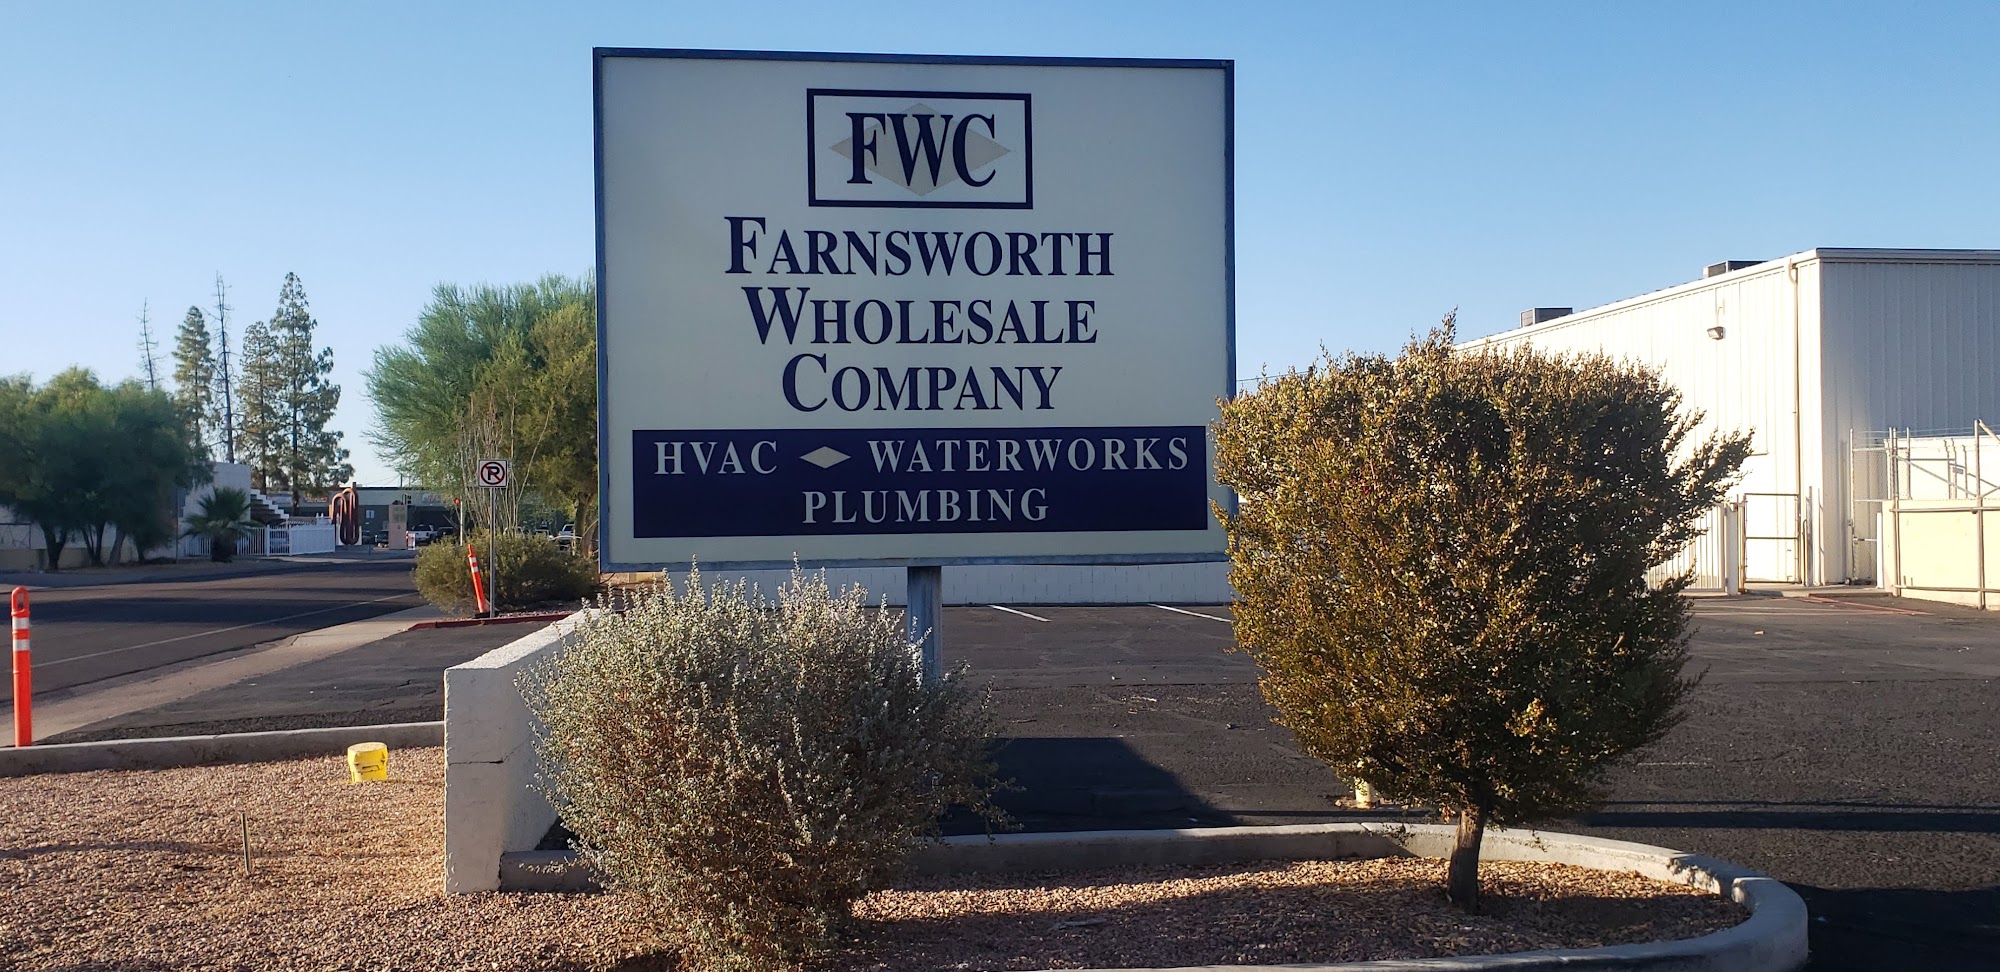 FWC
FARNSWORTH
WHOLESALE
COMPANY
HVAC WATERWORKS
PLUMBING
P